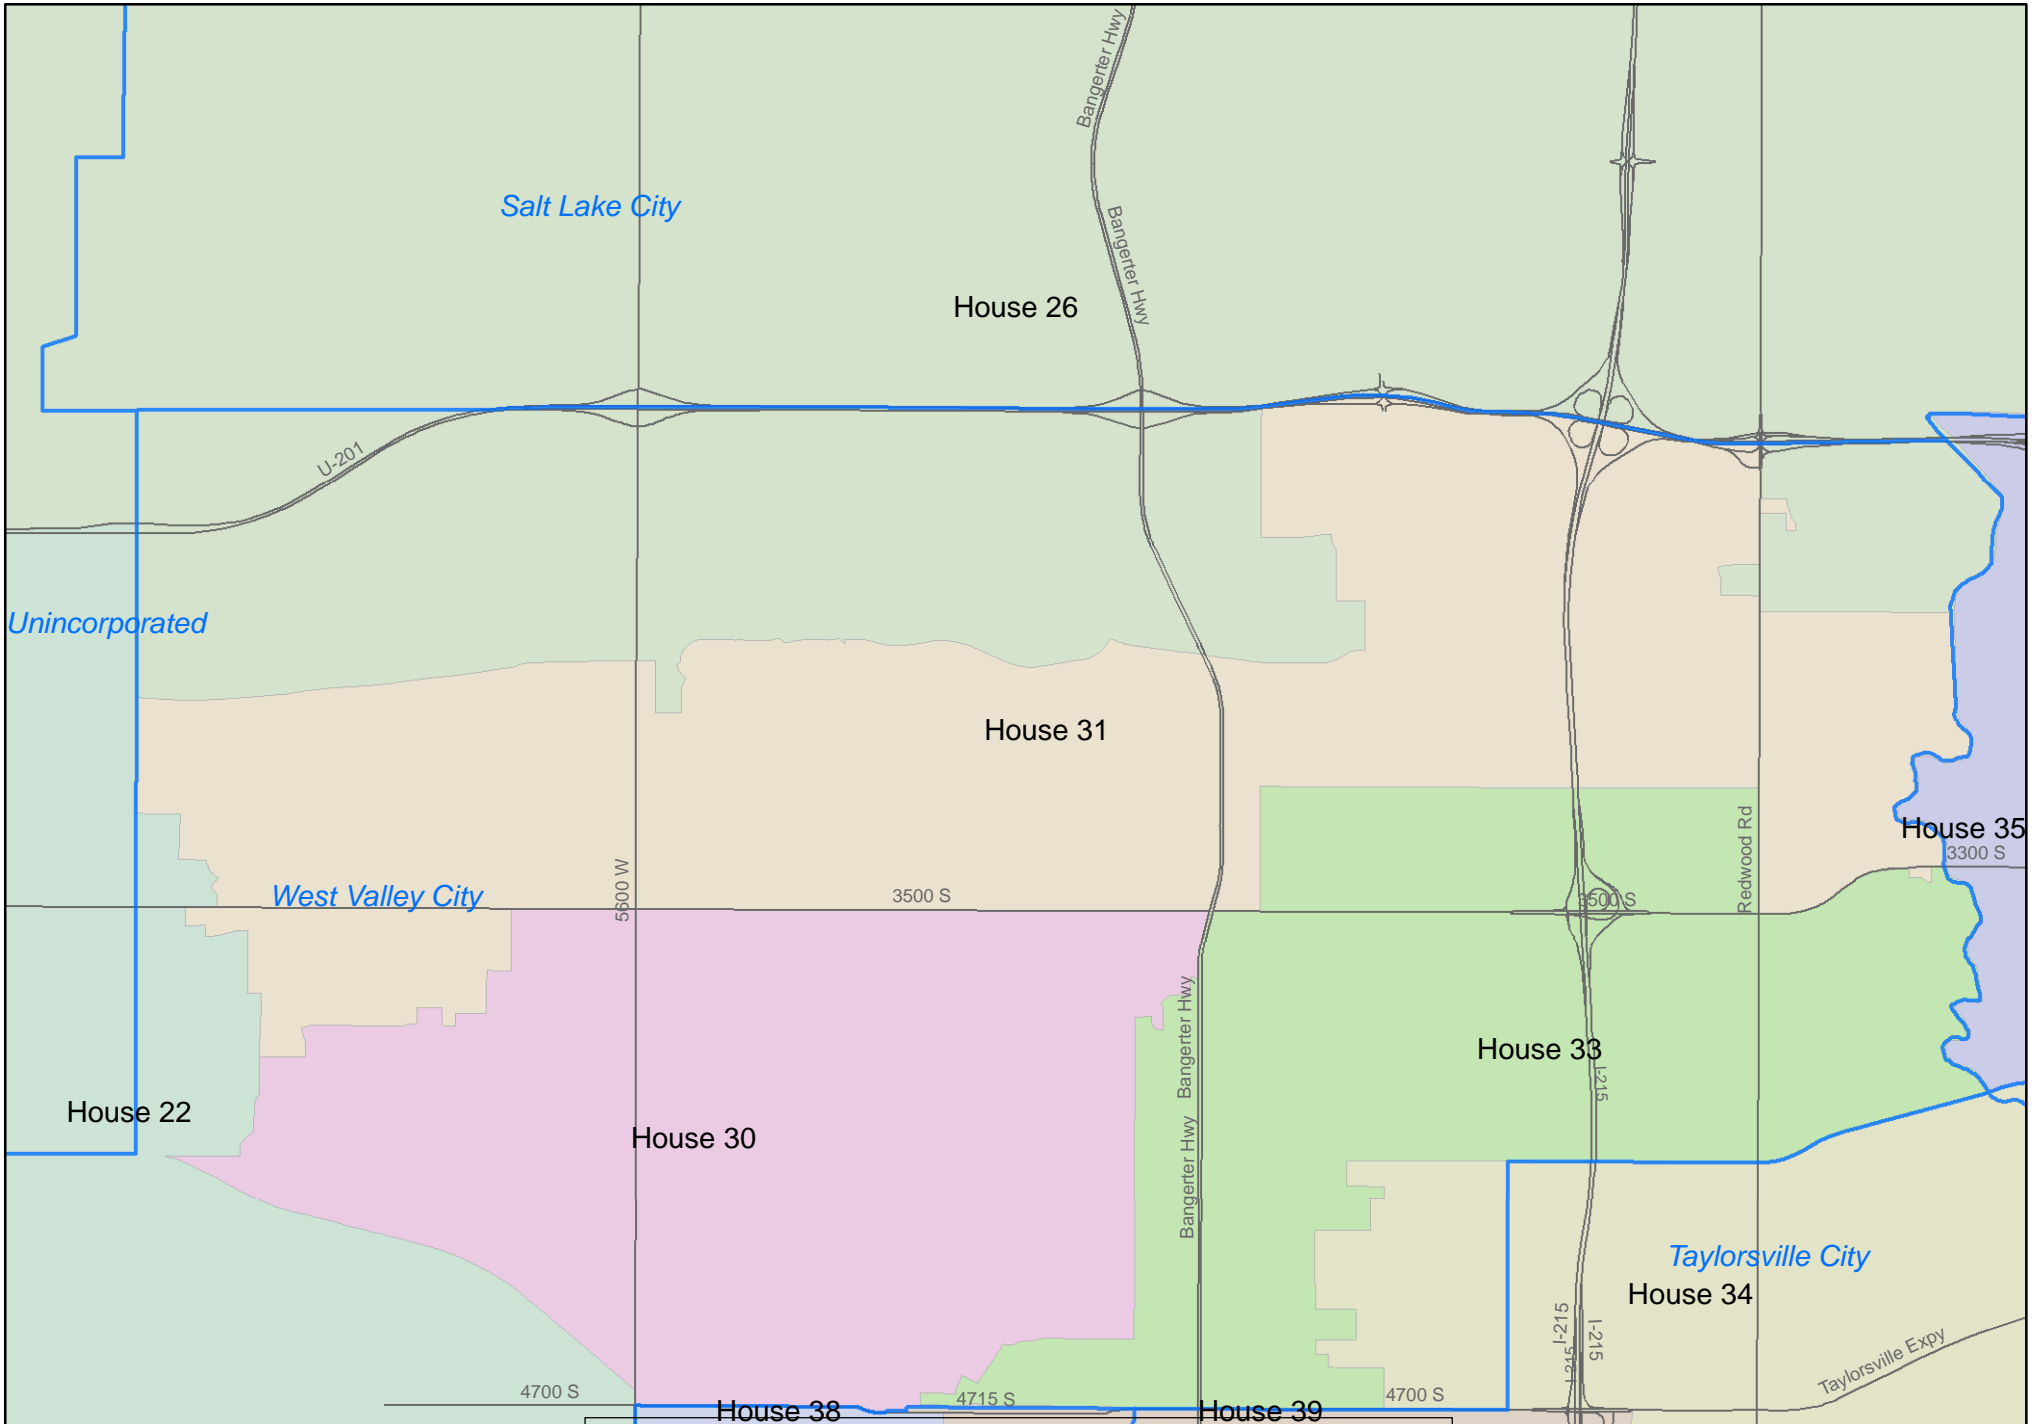 Bangerter Hwy
Salt Lake City
Bangerter Hwy
House 26
U-201
Unincorporated
House 31
Redwood Rd
House 35
3300 S
5600 W
West Valley City
3500 S
3500 S
Bangerter Hwy
House 33
I-215
House 22
House 30
Bangerter Hwy
Taylorsville City
House 34
I-215
I-215
I-215
Taylorsville Expy
4700 S
4715 S
4700 S
House 38
House 39